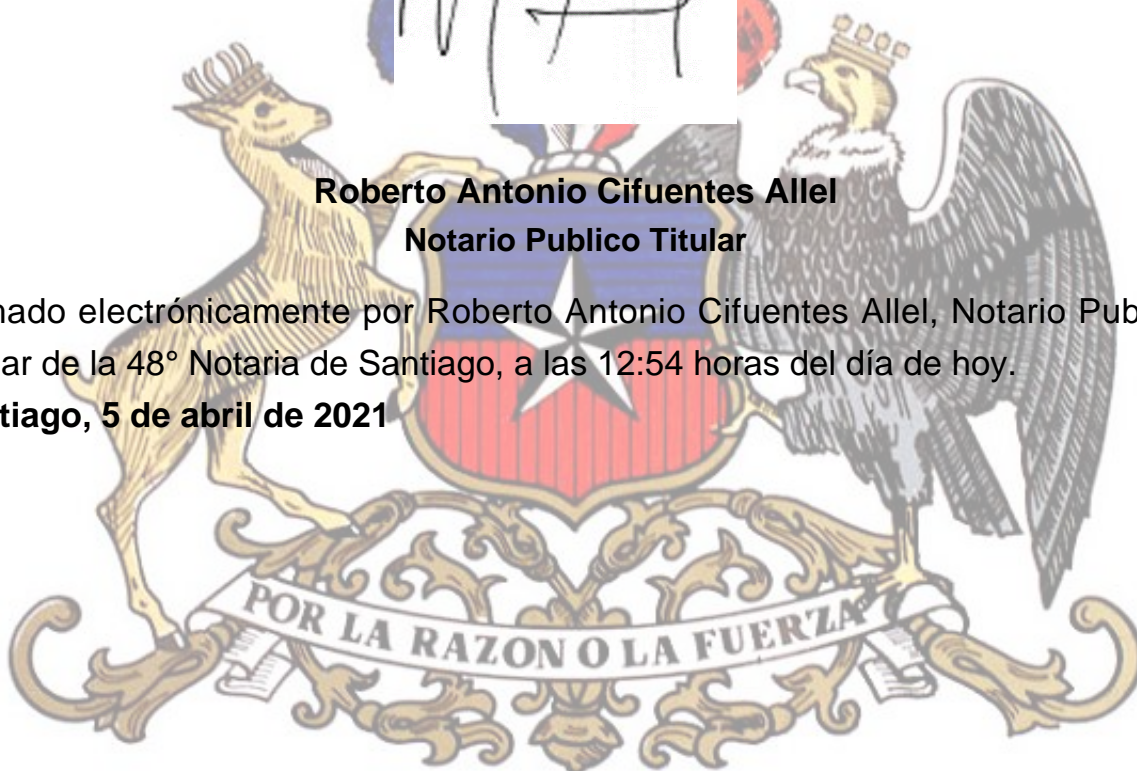 Roberto Antonio Cifuentes Allel
Notario Publico Titular
nado electrónicamente por Roberto Antonio Cifuentes Allel, Notario Pub
ar de la 48° Notaria de Santiago, a las 12:54 horas del día de hoy.
tiago, 5 de abril de 2021
POR LA RAZON O LA FUERZA